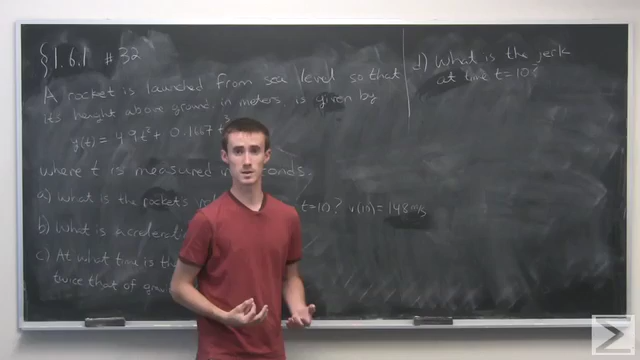 §1.6.1 #32
A rocket is launched from sea level so that
its height above ground, in meters, is given by
y(t) = 4.9t² + 0.1667t³
where t is measured in seconds.
a) What is the rocket's t=10? v(10) = 148 m/s
b) What is accelerat
c) At what time is the
twice that of
d) What is the jerk
at time t=10?
Σ